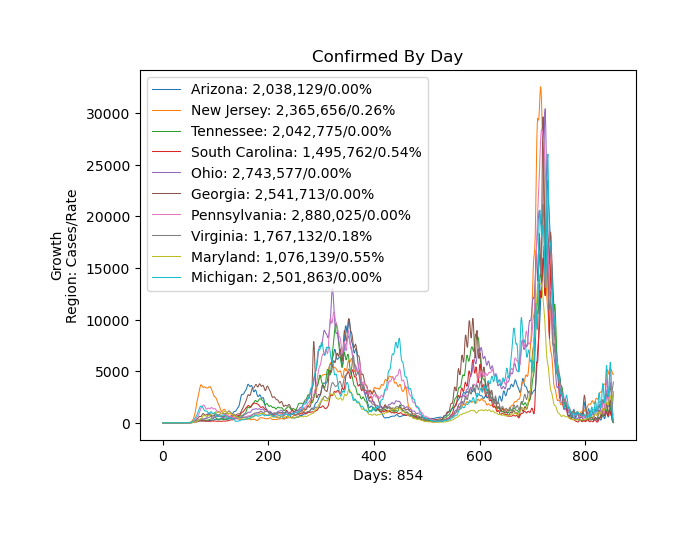 Confirmed By Day
Arizona: 2,038,129/0.00%
New Jersey: 2,365,656/0.26%
Tennessee: 2,042,775/0.00%
South Carolina: 1,495,762/0.54%
Ohio: 2,743,577/0.00%
Georgia: 2,541,713/0.00%
Pennsylvania: 2,880,025/0.00%
Virginia: 1,767,132/0.18%
Maryland: 1,076,139/0.55%
Michigan: 2,501,863/0.00%
Growth
Region: Cases/Rate
30000
25000
20000
15000
10000
5000
0
0 200 400 600 800
Days: 854